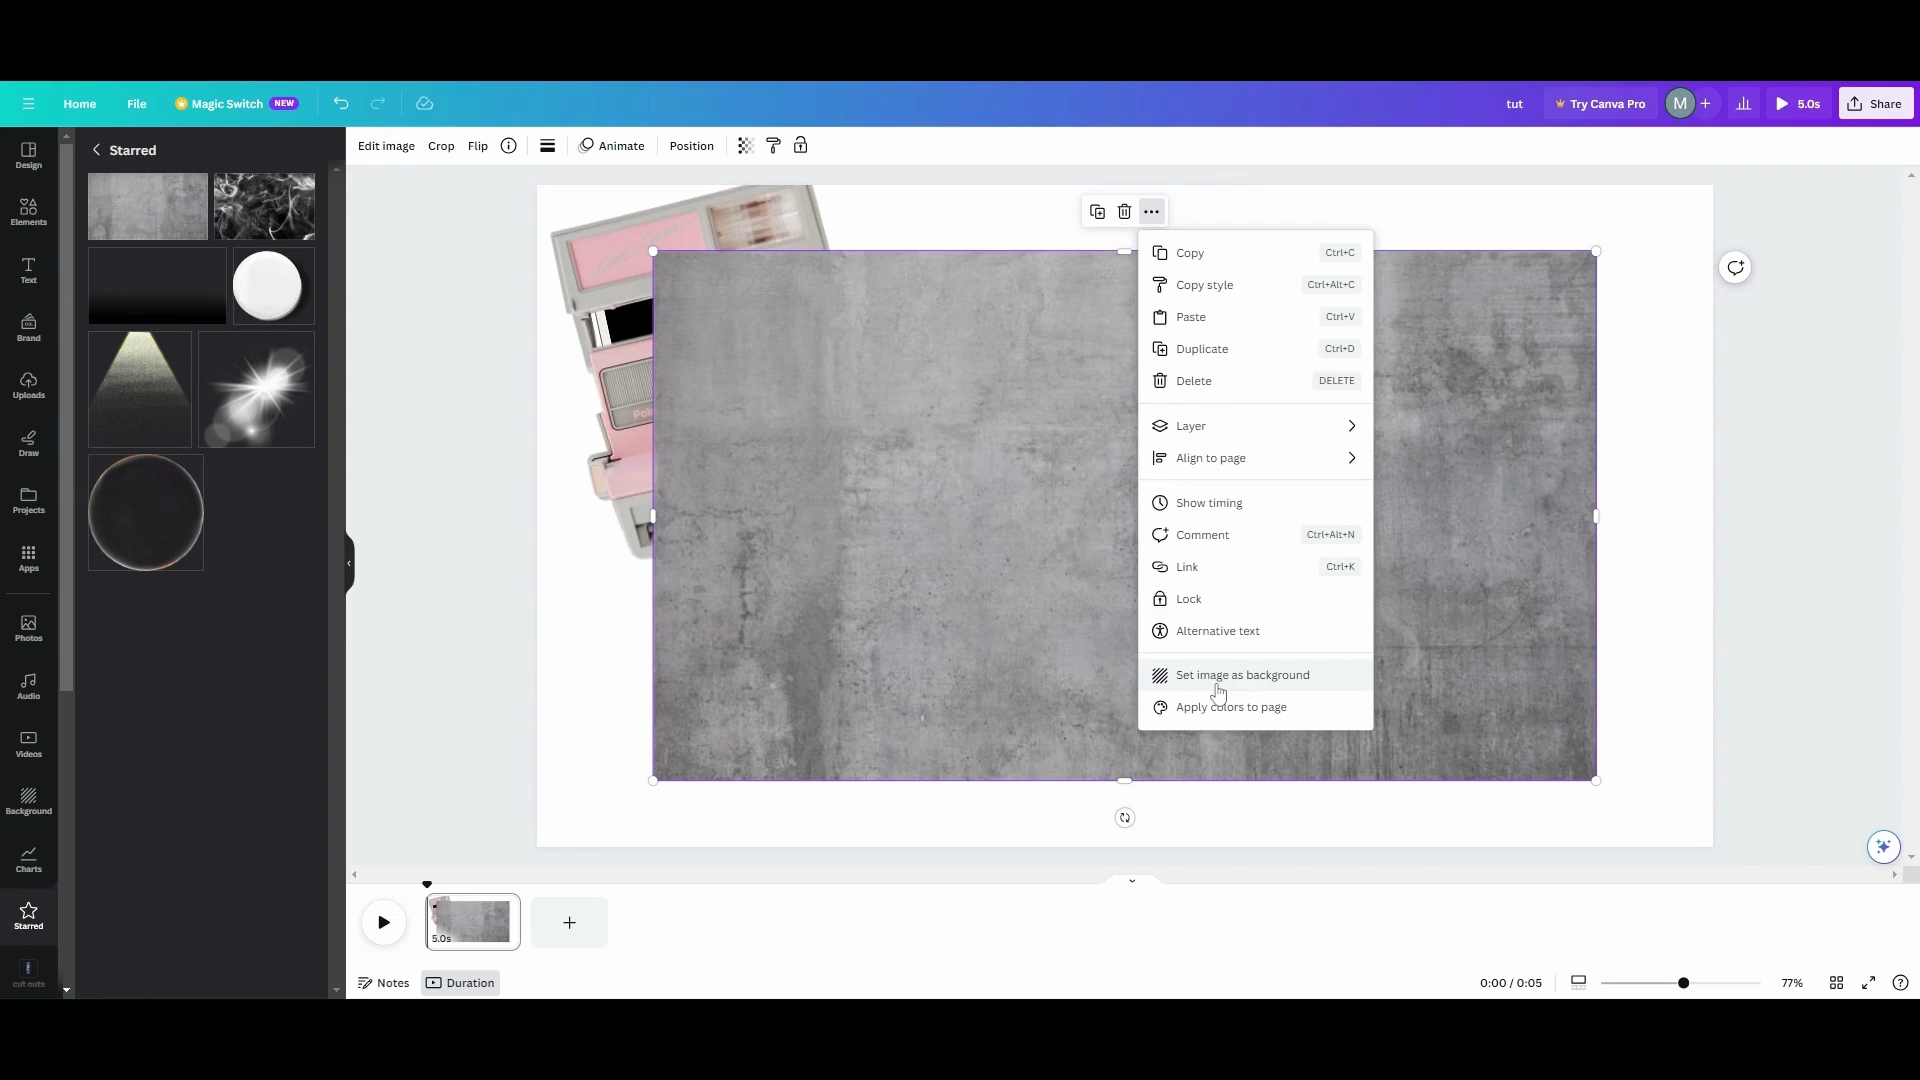 Home
File
Magic Switch NEW
tut
Try Canva Pro
M
5.0s
Share
Design
Elements
Text
Brand
Uploads
Draw
Projects
Apps
Photos
Audio
Videos
Background
Charts
Starred
cut outs
Starred
Edit image
Crop
Flip
Animate
Position
Copy Ctrl+C
Copy style Ctrl+Alt+C
Paste Ctrl+V
Duplicate Ctrl+D
Delete DELETE
Layer
Align to page
Show timing
Comment Ctrl+Alt+N
Link Ctrl+K
Lock
Alternative text
Set image as background
Apply colors to page
5.0s
Notes
Duration
0:00 / 0:05
77%